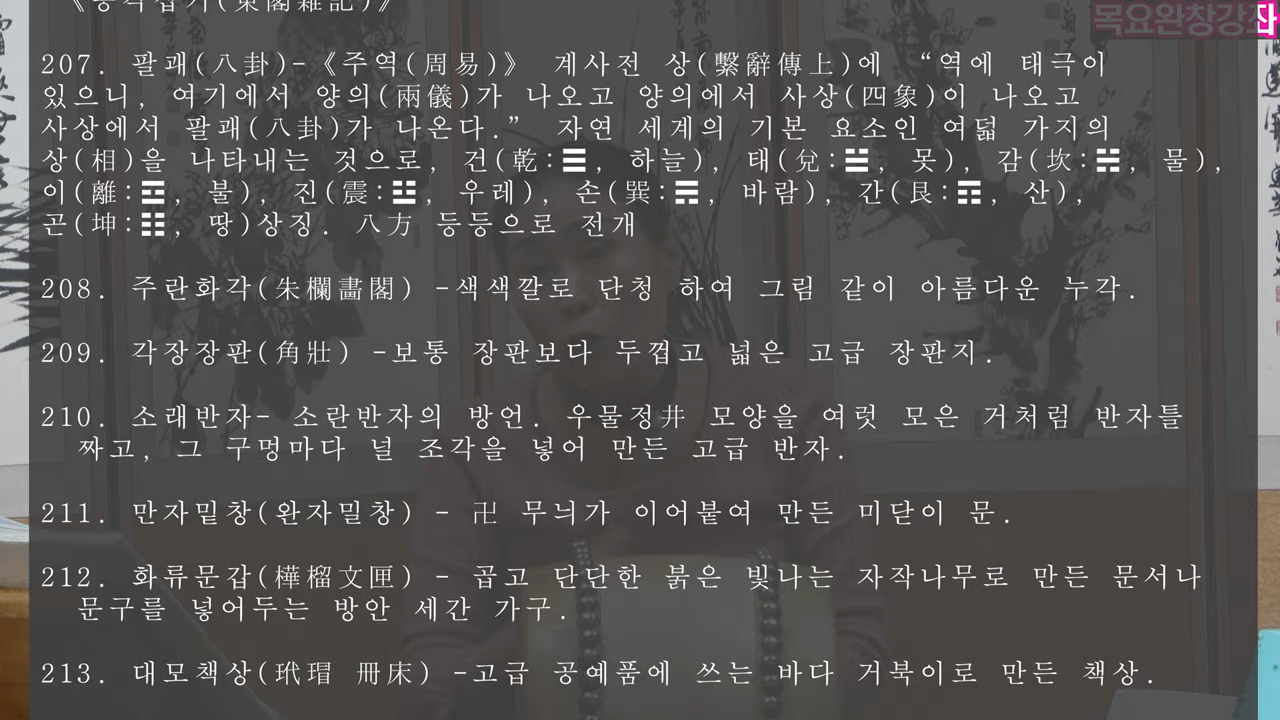 《동각잡기(東閣雜記)》
목요완창강좌
207. 팔괘(八卦)-《주역(周易)》 계사전 상(繫辭傳上)에 “역에 태극이
있으니, 여기에서 양의(兩儀)가 나오고 양의에서 사상(四象)이 나오고
사상에서 팔괘(八卦)가 나온다.” 자연 세계의 기본 요소인 여덟 가지의
상(相)을 나타내는 것으로, 건(乾:☰, 하늘), 태(兌:☱, 못), 감(坎:☵, 물),
이(離:☲, 불), 진(震:☳, 우레), 손(巽:☴, 바람), 간(艮:☶, 산),
곤(坤:☷, 땅)상징. 八方 등등으로 전개
208. 주란화각(朱欄畵閣) -색색깔로 단청 하여 그림 같이 아름다운 누각.
209. 각장장판(角壯) -보통 장판보다 두껍고 넓은 고급 장판지.
210. 소래반자- 소란반자의 방언. 우물정井 모양을 여럿 모은 거처럼 반자틀
짜고, 그 구멍마다 널 조각을 넣어 만든 고급 반자.
211. 만자밑창(완자밀창) - 卍 무늬가 이어붙여 만든 미닫이 문.
212. 화류문갑(樺榴文匣) - 곱고 단단한 붉은 빛나는 자작나무로 만든 문서나
문구를 넣어두는 방안 세간 가구.
213. 대모책상(玳瑁 冊床) -고급 공예품에 쓰는 바다 거북이로 만든 책상.